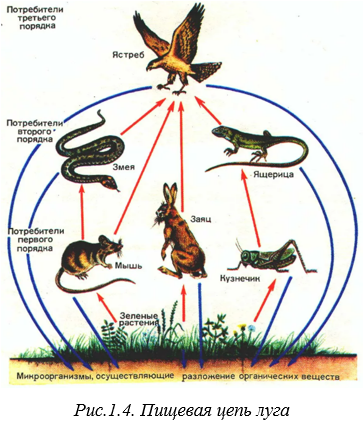 Потребители
третьего
порядка
Ястреб
Потребители
второго
порядка
Змея
Ящерица
Потребители
первого
порядка
Заяц
Мышь
Кузнечик
Зеленые
растения
Микроорганизмы, осуществляющие разложение органических веществ
Рис.1.4. Пищевая цепь луга